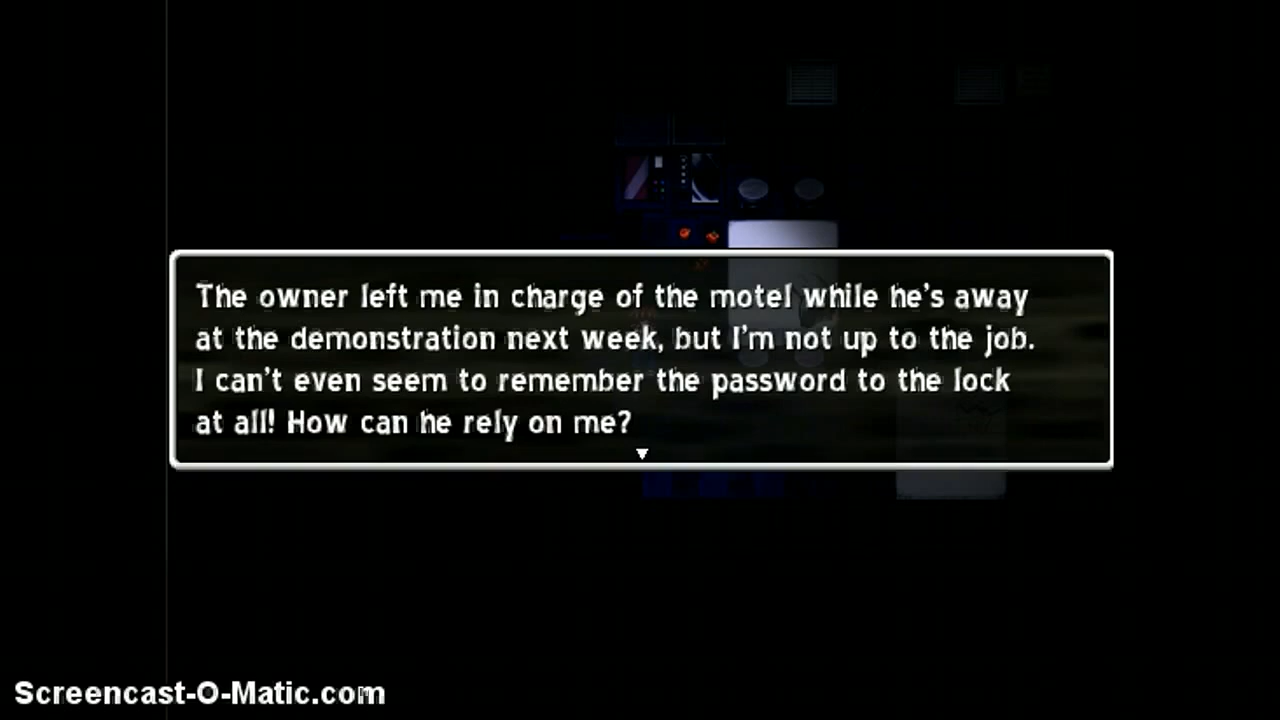 The owner left me in charge of the motel while he's away
at the demonstration next week, but I'm not up to the job.
I can't even seem to remember the password to the lock
at all! How can he rely on me?
Screencast-O-Matic.com